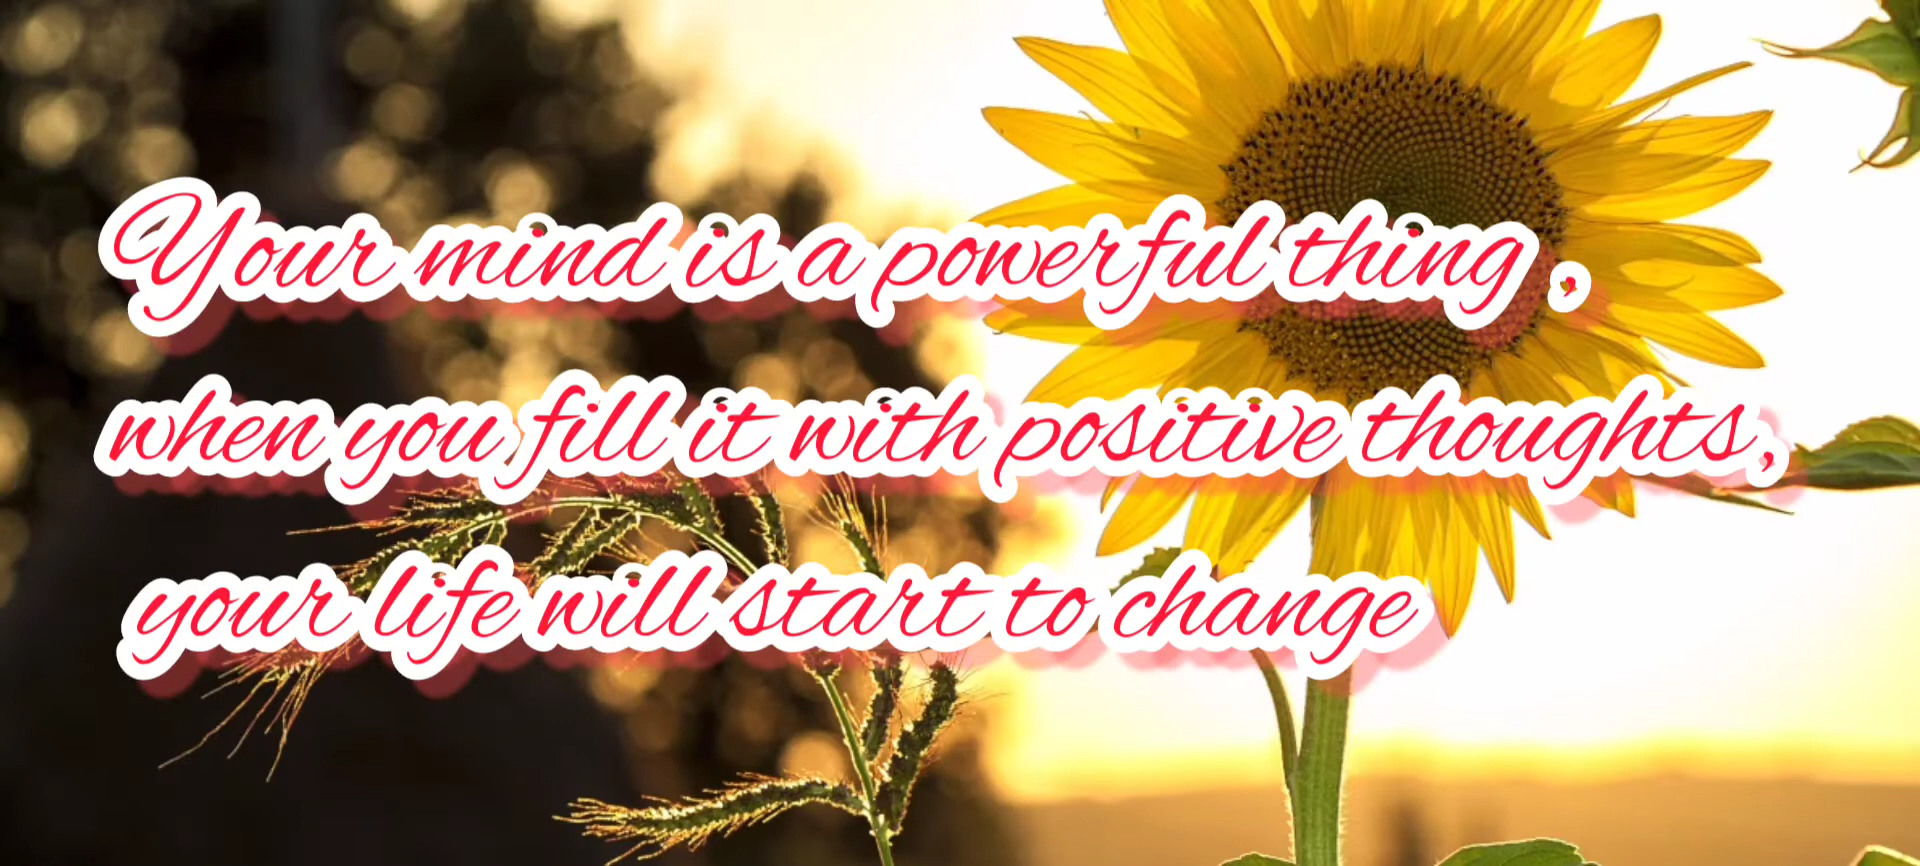 Your mind is a powerful thing ,
when you fill it with positive thoughts,
your life will start to change